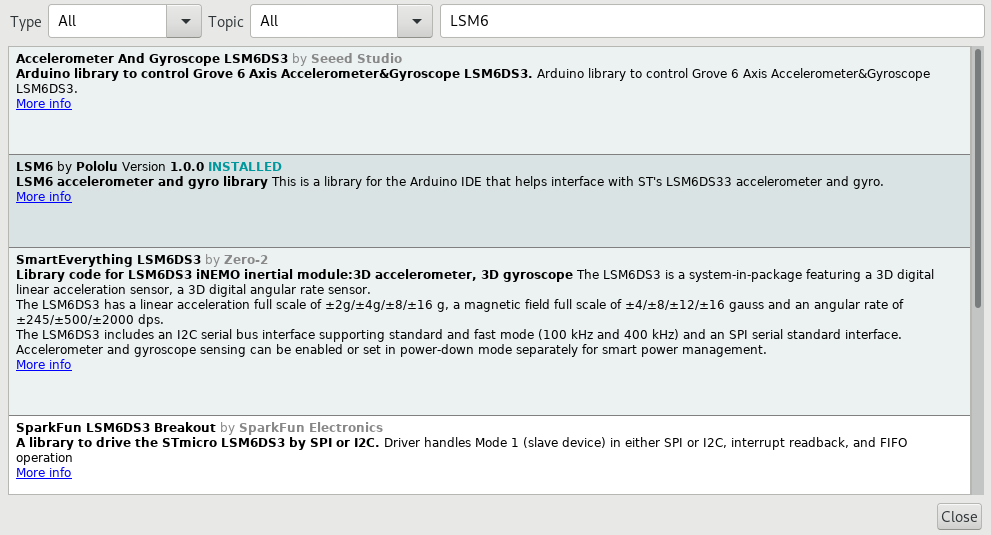 Type All Topic All LSM6
Accelerometer And Gyroscope LSM6DS3 by Seeed Studio
Arduino library to control Grove 6 Axis Accelerometer&Gyroscope LSM6DS3. Arduino library to control Grove 6 Axis Accelerometer&Gyroscope
LSM6DS3.
More info
LSM6 by Pololu Version 1.0.0 INSTALLED
LSM6 accelerometer and gyro library This is a library for the Arduino IDE that helps interface with ST's LSM6DS33 accelerometer and gyro.
More info
SmartEverything LSM6DS3 by Zero-2
Library code for LSM6DS3 iNEMO inertial module:3D accelerometer, 3D gyroscope The LSM6DS3 is a system-in-package featuring a 3D digital
linear acceleration sensor, a 3D digital angular rate sensor.
The LSM6DS3 has a linear acceleration full scale of ±2g/±4g/±8/±16 g, a magnetic field full scale of ±4/±8/±12/±16 gauss and an angular rate of
±245/±500/±2000 dps.
The LSM6DS3 includes an I2C serial bus interface supporting standard and fast mode (100 kHz and 400 kHz) and an SPI serial standard interface.
Accelerometer and gyroscope sensing can be enabled or set in power-down mode separately for smart power management.
More info
SparkFun LSM6DS3 Breakout by SparkFun Electronics
A library to drive the STmicro LSM6DS3 by SPI or I2C. Driver handles Mode 1 (slave device) in either SPI or I2C, interrupt readback, and FIFO
operation
More info
Close